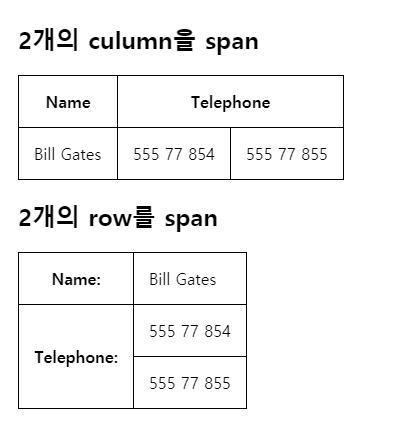 2개의 culumn을 span
Name Telephone
Bill Gates 555 77 854 555 77 855
2개의 row를 span
Name: Bill Gates
555 77 854
Telephone:
555 77 855